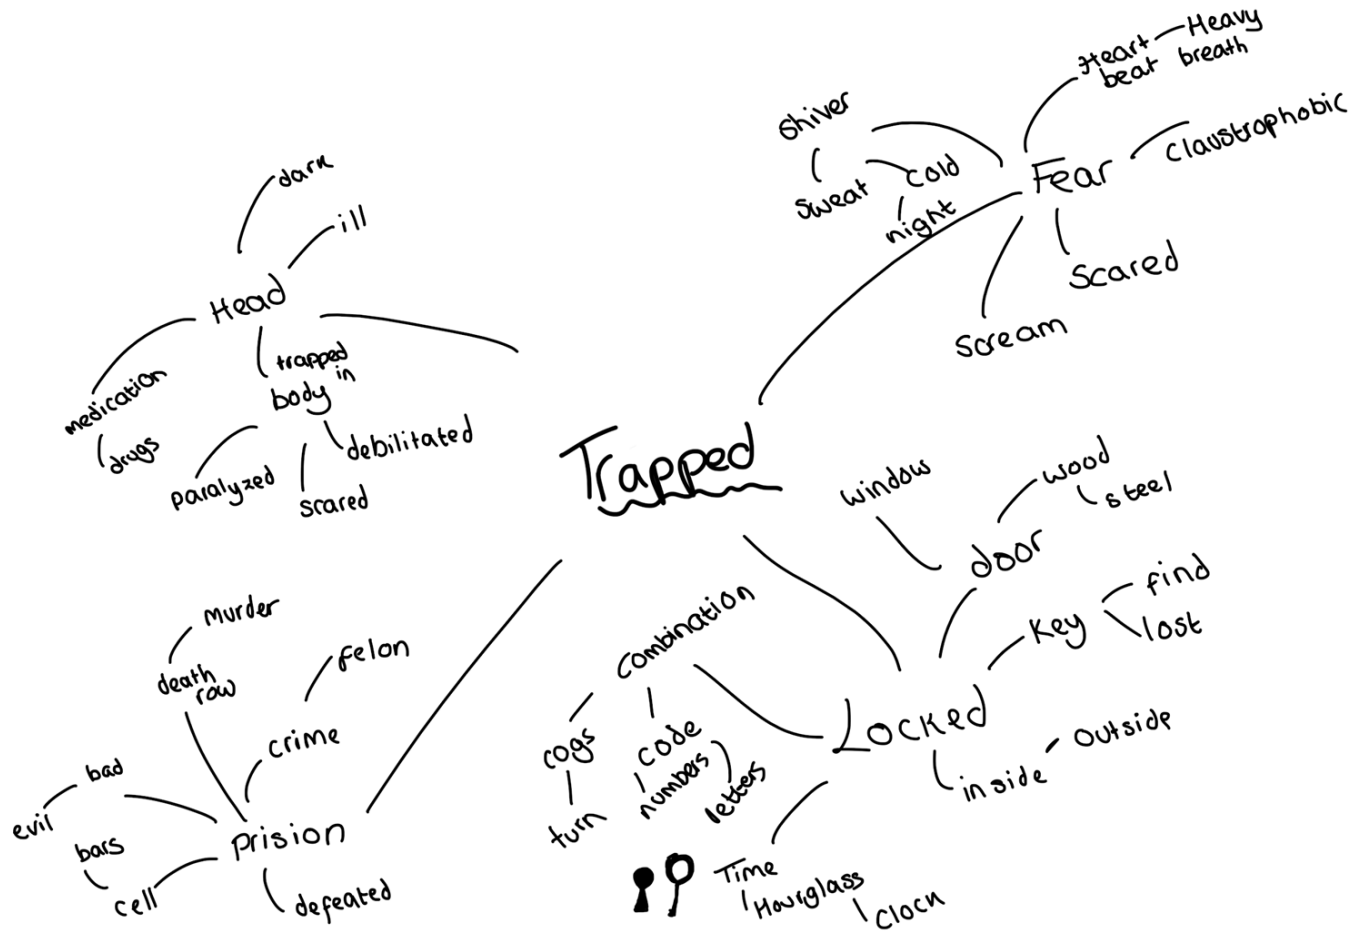 Heart
beat
Heavy
breath
Shiver
Claustrophobic
sweat
cold
night
Fear
Scared
Scream
dark
ill
Head
trapped
in
body
medication
drugs
paralyzed
scared
debilitated
Trapped
window
wood
steel
door
Key
find
lost
Combination
cogs
turn
code
numbers
letters
Locked
inside
outside
Time
Hourglass
Clock
murder
death
row
felon
crime
bad
evil
bars
cell
Prision
defeated